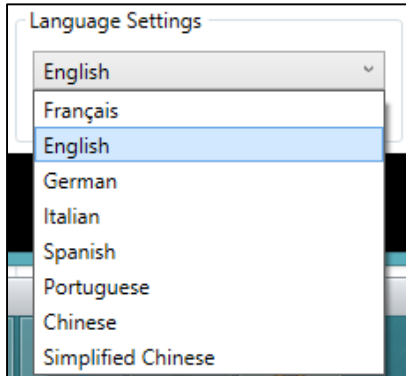 Language Settings
English
Français
English
German
Italian
Spanish
Portuguese
Chinese
Simplified Chinese